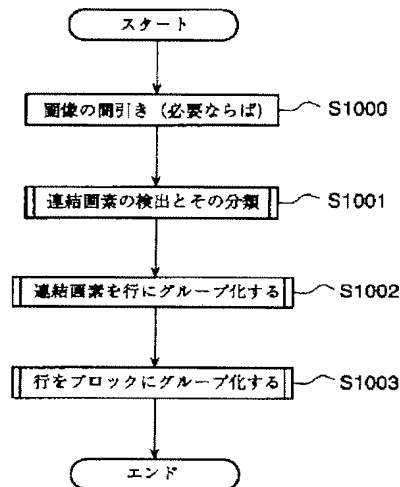 スタート
画像の間引き（必要ならば） S1000
連結画素の検出とその分類 S1001
連結画素を行にグループ化する S1002
行をブロックにグループ化する S1003
エンド